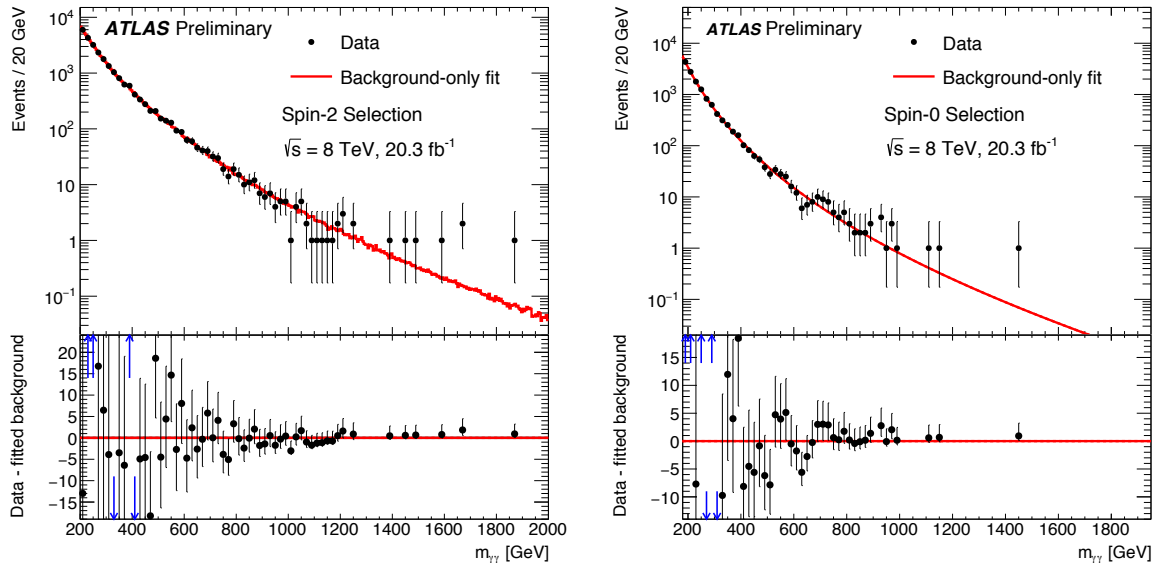 ATLAS Preliminary
Data
Background-only fit
Spin-2 Selection
√s = 8 TeV, 20.3 fb⁻¹
Events / 20 GeV
10⁴
10³
10²
10
1
10⁻¹
Data - fitted background
20
15
10
5
0
−5
−10
−15
200 400 600 800 1000 1200 1400 1600 1800 2000
mγγ [GeV]
ATLAS Preliminary
Data
Background-only fit
Spin-0 Selection
√s = 8 TeV, 20.3 fb⁻¹
Events / 20 GeV
10⁴
10³
10²
10
1
10⁻¹
Data - fitted background
15
10
5
0
−5
−10
200 400 600 800 1000 1200 1400 1600 1800
mγγ [GeV]